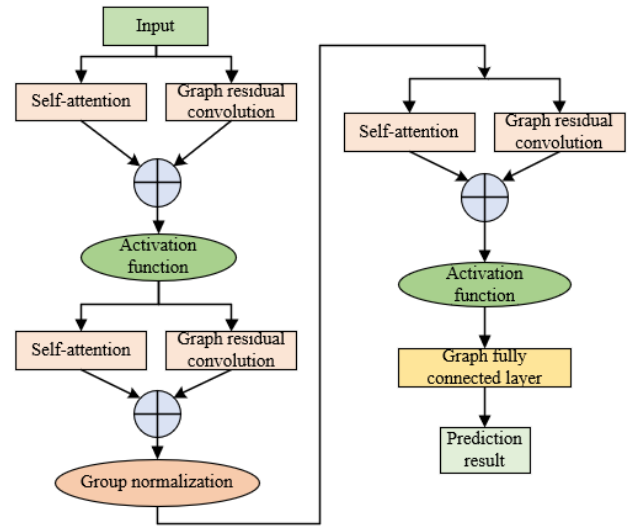 Input
Self-attention
Graph residual
convolution
Activation
function
Self-attention
Graph residual
convolution
Group normalization
Self-attention
Graph residual
convolution
Activation
function
Graph fully
connected layer
Prediction
result